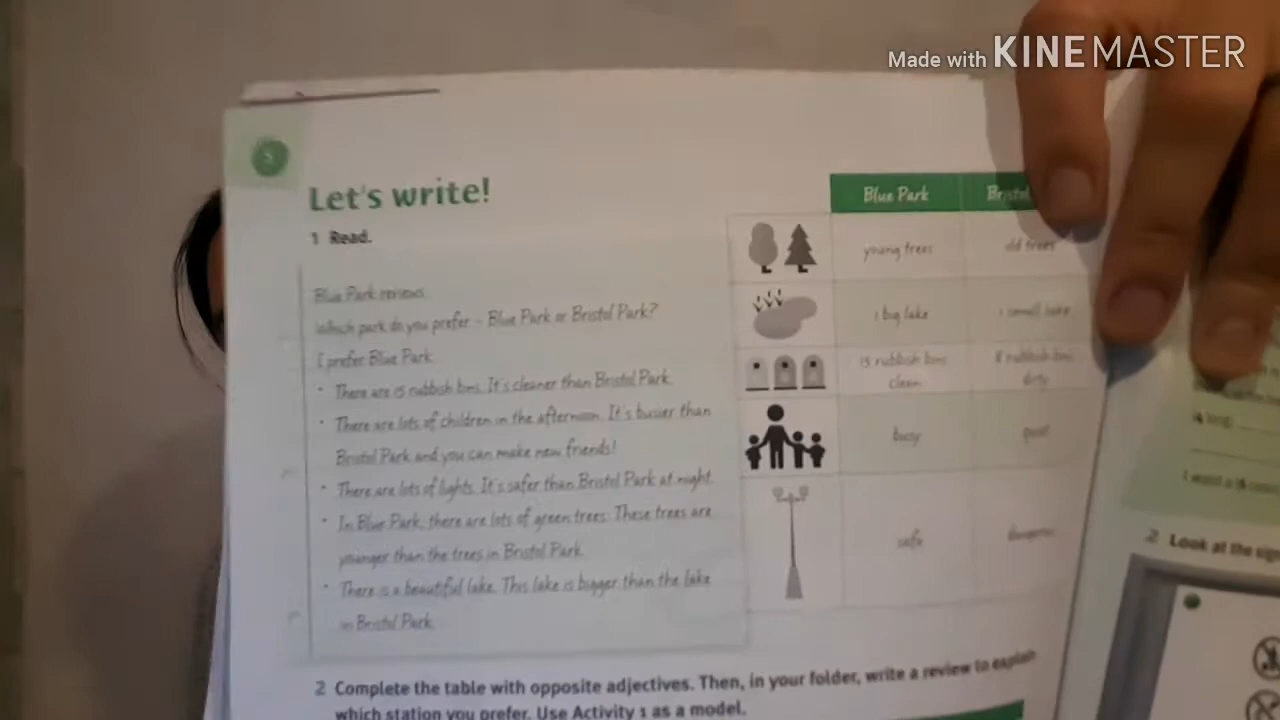 Made with KINEMASTER
5
Let's write!
1 Read.
Blue Park reviews
Which park do you prefer - Blue Park or Bristol Park?
I prefer Blue Park.
• There are 15 rubbish bins. It's cleaner than Bristol Park.
• There are lots of children in the afternoon. It's busier than
Bristol Park and you can make new friends!
• There are lots of lights. It's safer than Bristol Park at night.
• In Blue Park, there are lots of green trees. These trees are
younger than the trees in Bristol Park.
• There is a beautiful lake. This lake is bigger than the lake
in Bristol Park.
Blue Park Bristol
young trees old trees
1 big lake 1 small lake
15 rubbish bins 8 rubbish bins
clean dirty
busy quiet
safe dangerous
2 Complete the table with opposite adjectives. Then, in your folder, write a review to explain
which station you prefer. Use Activity 1 as a model.
long
I want a
2 Look at the sign